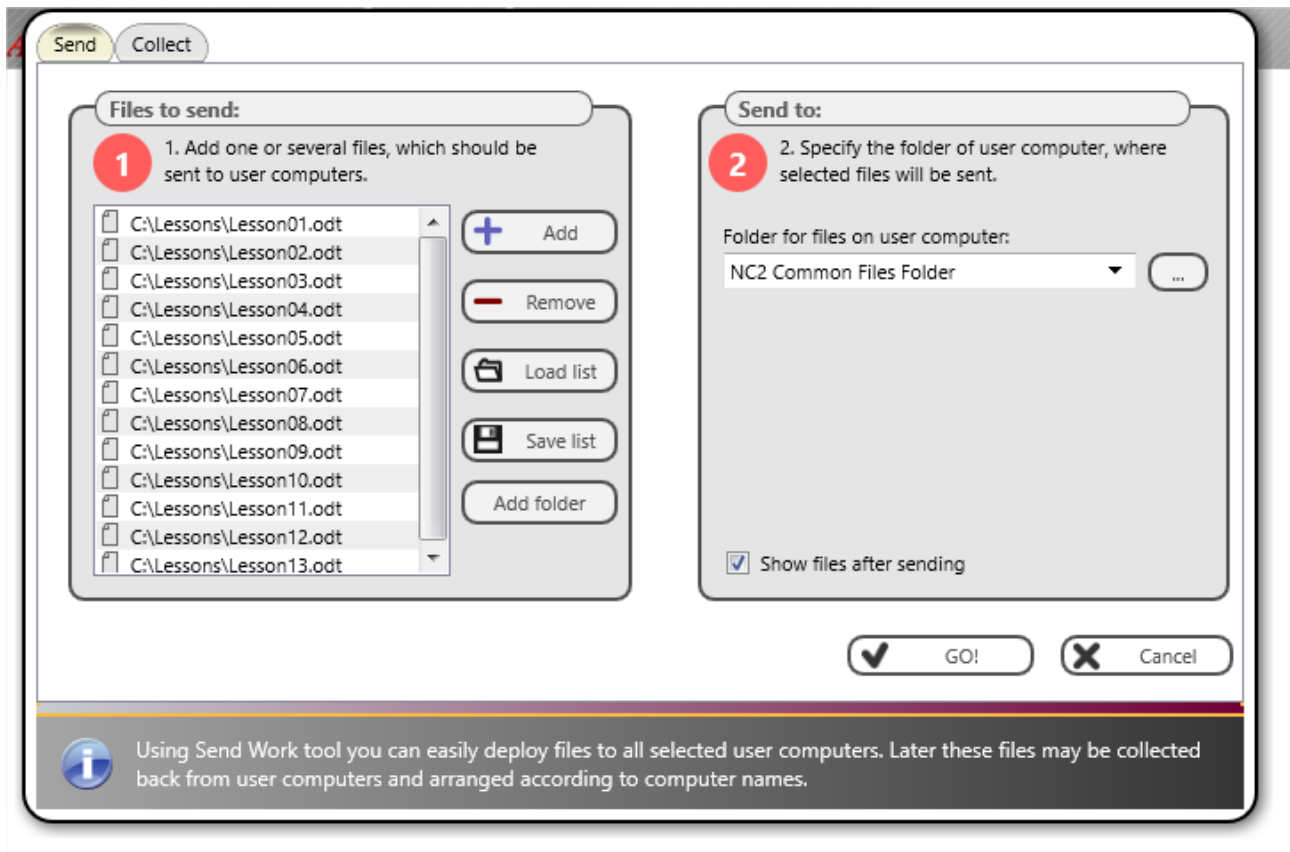 Send
Collect
Files to send:
1
1. Add one or several files, which should be
sent to user computers.
C:\Lessons\Lesson01.odt
C:\Lessons\Lesson02.odt
C:\Lessons\Lesson03.odt
C:\Lessons\Lesson04.odt
C:\Lessons\Lesson05.odt
C:\Lessons\Lesson06.odt
C:\Lessons\Lesson07.odt
C:\Lessons\Lesson08.odt
C:\Lessons\Lesson09.odt
C:\Lessons\Lesson10.odt
C:\Lessons\Lesson11.odt
C:\Lessons\Lesson12.odt
C:\Lessons\Lesson13.odt
Add
Remove
Load list
Save list
Add folder
Send to:
2
2. Specify the folder of user computer, where
selected files will be sent.
Folder for files on user computer:
NC2 Common Files Folder
...
Show files after sending
GO!
Cancel
Using Send Work tool you can easily deploy files to all selected user computers. Later these files may be collected
back from user computers and arranged according to computer names.